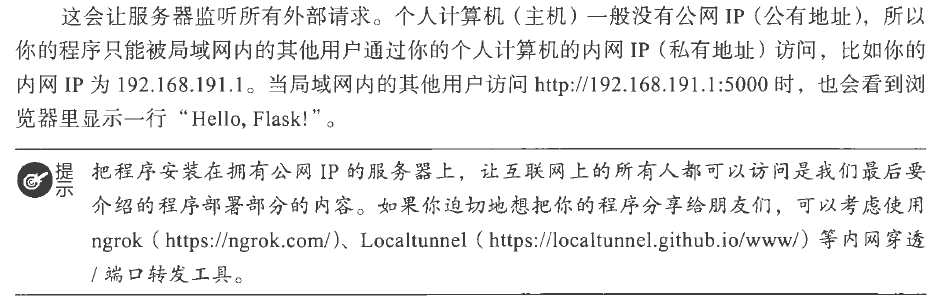 这会让服务器监听所有外部请求。个人计算机（主机）一般没有公网 IP（公有地址），所以
你的程序只能被局域网内的其他用户通过你的个人计算机的内网 IP（私有地址）访问，比如你的
内网 IP 为 192.168.191.1。当局域网内的其他用户访问 http://192.168.191.1:5000 时，也会看到浏
览器里显示一行“Hello, Flask!”。
提示 把程序安装在拥有公网 IP 的服务器上，让互联网上的所有人都可以访问是我们最后要
介绍的程序部署部分的内容。如果你迫切地想把你的程序分享给朋友们，可以考虑使用
ngrok（https://ngrok.com/）、Localtunnel（https://localtunnel.github.io/www/）等内网穿透
/ 端口转发工具。